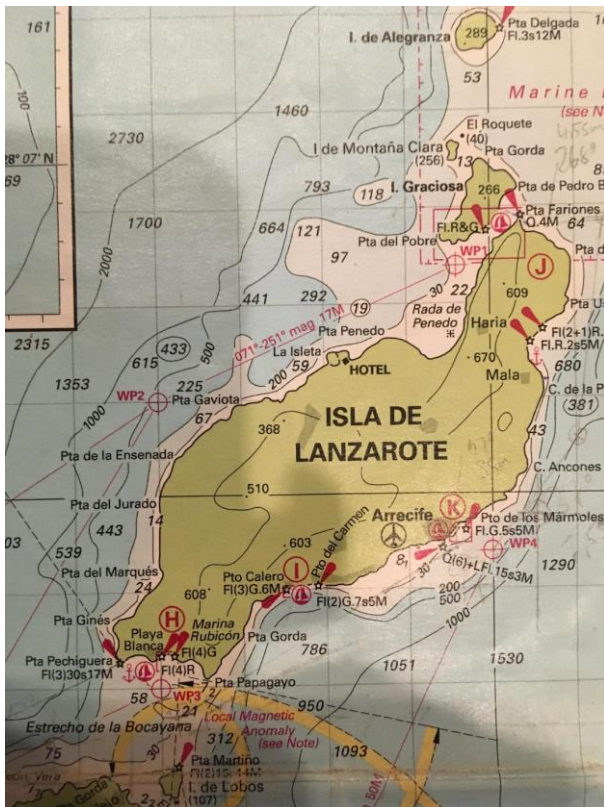 161
100
28° 07' N
69
I. de Alegranza
289
Pta Delgada
Fl.3s12M
53
Marine
(see N
1460
2730
El Roquete
(40)
I de Montaña Clara
(256)
13
Pta Gorda
793
118
I. Graciosa
266
Pta de Pedro B
Pta Fariones
Q.4M
64
Fl.R&G
664
121
1700
2000
97
Pta del Pobre
WP1
Pta d
J
30
22
609
441
292
19
Rada de
Penedo
Pta Penedo
Haria
Fl(2+1)R.
Fl.R.2s5M
071°-251° mag 17M
2315
615
433
500
La Isleta
59
200
HOTEL
670
680
Mala
1353
225
WP2
Pta Gaviota
67
1000
C. de la P
(381)
368
ISLA DE
LANZAROTE
43
Pta de la Ensenada
C. Ancones
510
Pta del Jurado
14
443
K
Arrecife
Pto de los Mármoles
Fl.G.5s5M
WP4
539
03
603
Pto del Carmen
8₁
30
Q(6)+LFl.15s3M
1290
Pta del Marqués
24
I
Pto Calero
Fl(3)G.6M
Fl(2)G.7s5M
200
500
1000
608
H
Marina
Rubicón
Pta Ginés
Playa
Blanca
Fl(4)G
Fl(4)R
Pta Gorda
786
1051
1530
Pta Pechiguera
Fl(3)30s17M
58
WP3
Pta Papagayo
21
950
Estrecho de la Bocayana
Local Magnetic
Anomaly
(see Note)
75
30
312
1093
Pta Martiño
I. de Lobos
(107)
Gorda
50M